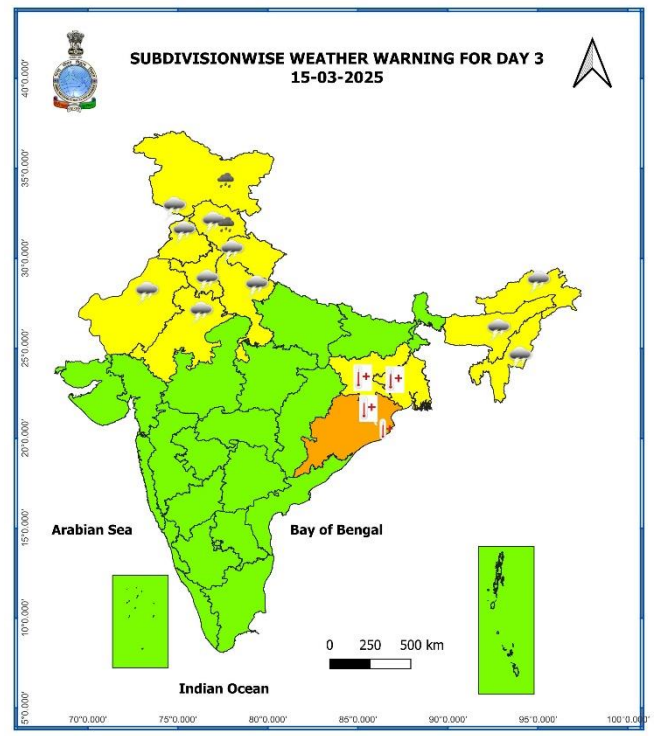 SUBDIVISIONWISE WEATHER WARNING FOR DAY 3
15-03-2025
40°0.000'
35°0.000'
30°0.000'
25°0.000'
20°0.000'
15°0.000'
10°0.000'
5°0.000'
Arabian Sea
Bay of Bengal
0 250 500 km
Indian Ocean
70°0.000' 75°0.000' 80°0.000' 85°0.000' 90°0.000' 95°0.000' 100°0.000'